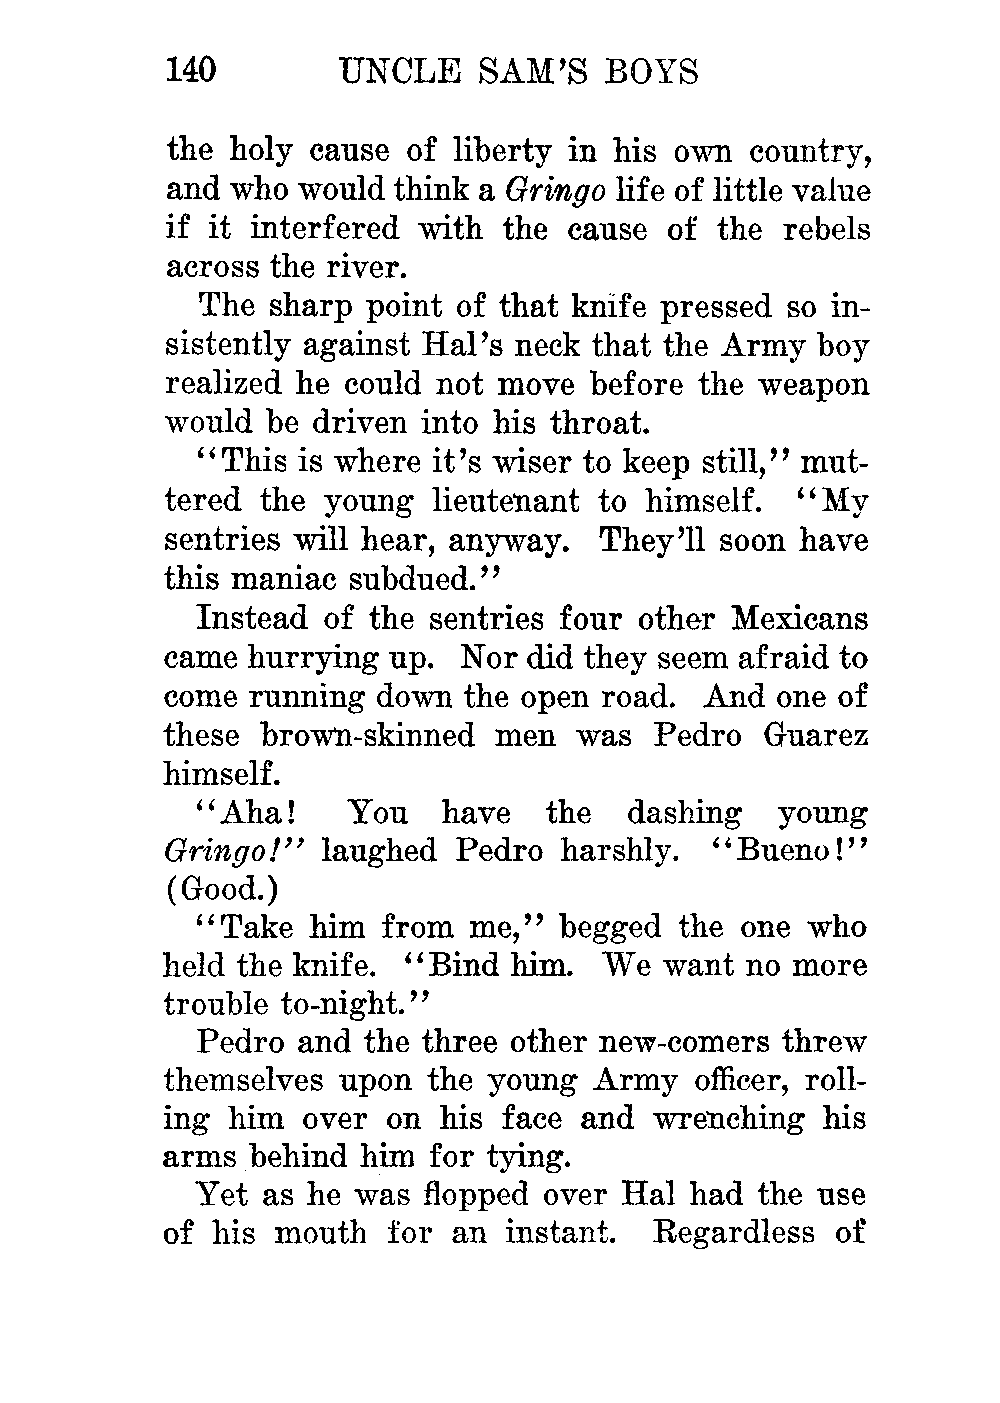 140 UNCLE SAM'S BOYS
the holy cause of liberty in his own country,
and who would think a Gringo life of little value
if it interfered with the cause of the rebels
across the river.
The sharp point of that knife pressed so in-
sistently against Hal's neck that the Army boy
realized he could not move before the weapon
would be driven into his throat.
"This is where it's wiser to keep still," mut-
tered the young lieutenant to himself. "My
sentries will hear, anyway. They'll soon have
this maniac subdued."
Instead of the sentries four other Mexicans
came hurrying up. Nor did they seem afraid to
come running down the open road. And one of
these brown-skinned men was Pedro Guarez
himself.
"Aha! You have the dashing young
Gringo!" laughed Pedro harshly. "Bueno!"
(Good.)
"Take him from me," begged the one who
held the knife. "Bind him. We want no more
trouble to-night."
Pedro and the three other new-comers threw
themselves upon the young Army officer, roll-
ing him over on his face and wrenching his
arms behind him for tying.
Yet as he was flopped over Hal had the use
of his mouth for an instant. Regardless of